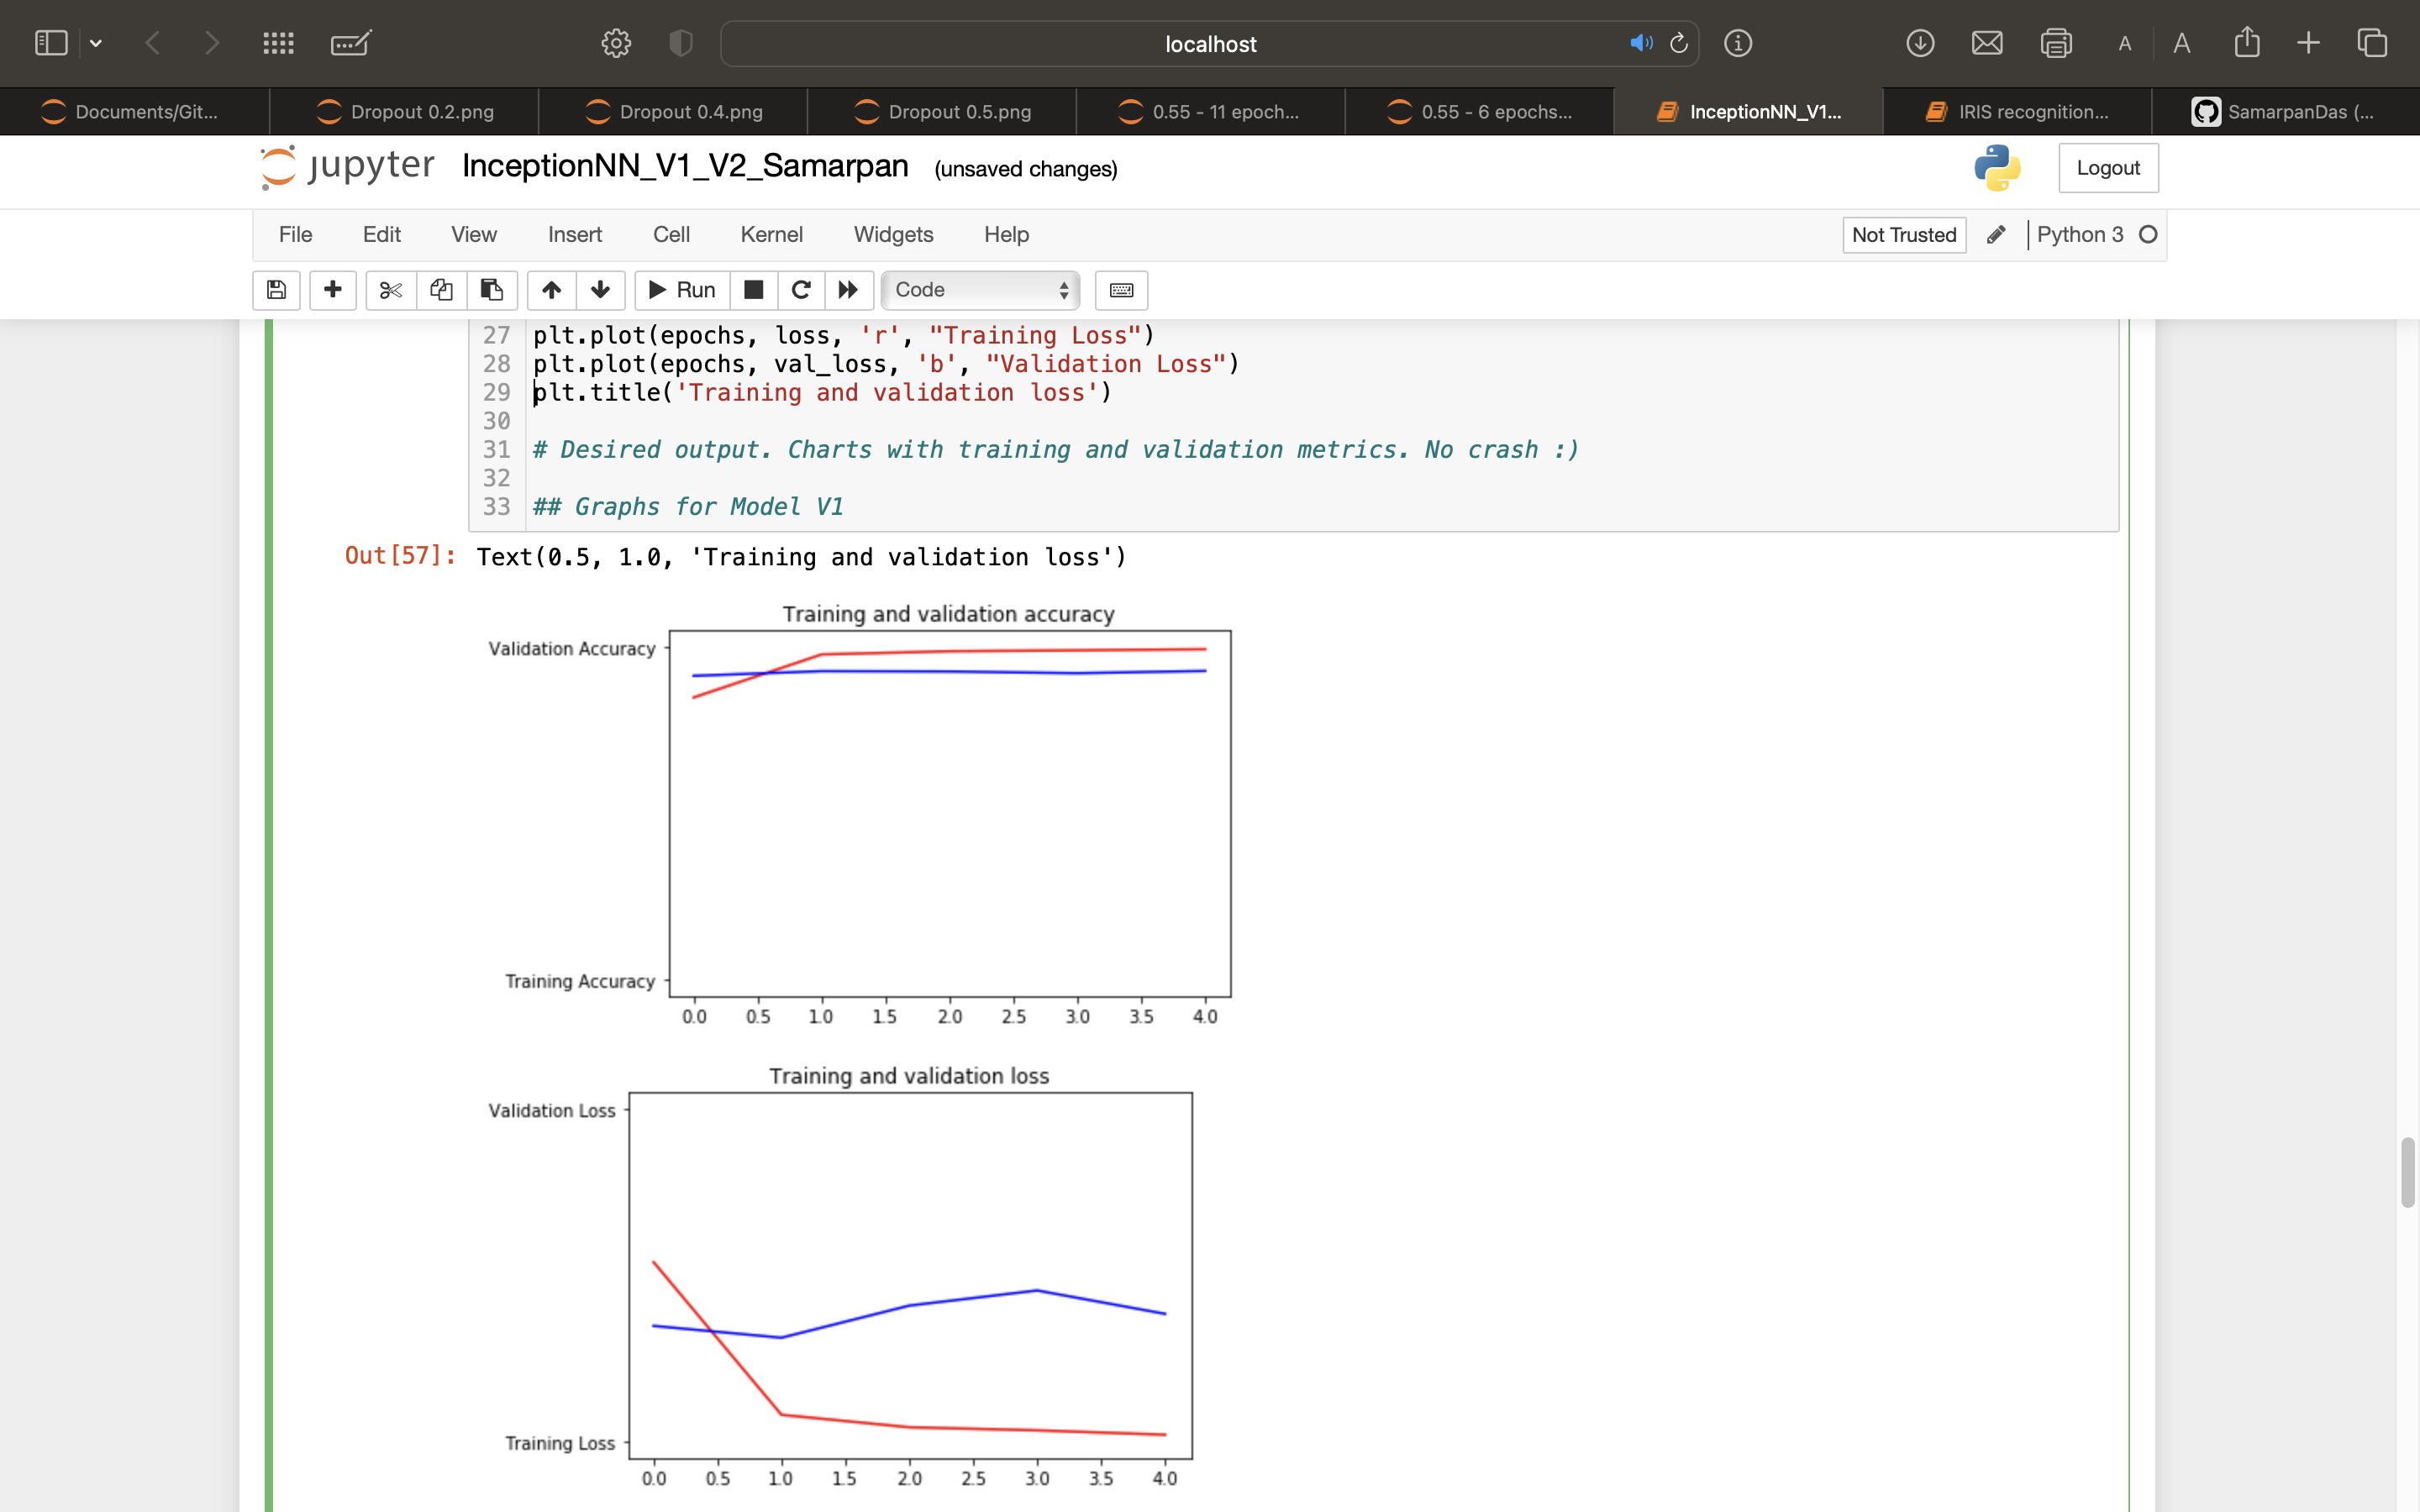 localhost
A A
Documents/Git...
Dropout 0.2.png
Dropout 0.4.png
Dropout 0.5.png
0.55 - 11 epoch...
0.55 - 6 epochs...
InceptionNN_V1...
IRIS recognition...
SamarpanDas (...
jupyter InceptionNN_V1_V2_Samarpan (unsaved changes)
Logout
File Edit View Insert Cell Kernel Widgets Help
Not Trusted Python 3
Run Code
27 plt.plot(epochs, loss, 'r', "Training Loss")
28 plt.plot(epochs, val_loss, 'b', "Validation Loss")
29 plt.title('Training and validation loss')
30
31 # Desired output. Charts with training and validation metrics. No crash :)
32
33 ## Graphs for Model V1
Out[57]: Text(0.5, 1.0, 'Training and validation loss')
Training and validation accuracy
Validation Accuracy
Training Accuracy
0.0 0.5 1.0 1.5 2.0 2.5 3.0 3.5 4.0
Training and validation loss
Validation Loss
Training Loss
0.0 0.5 1.0 1.5 2.0 2.5 3.0 3.5 4.0